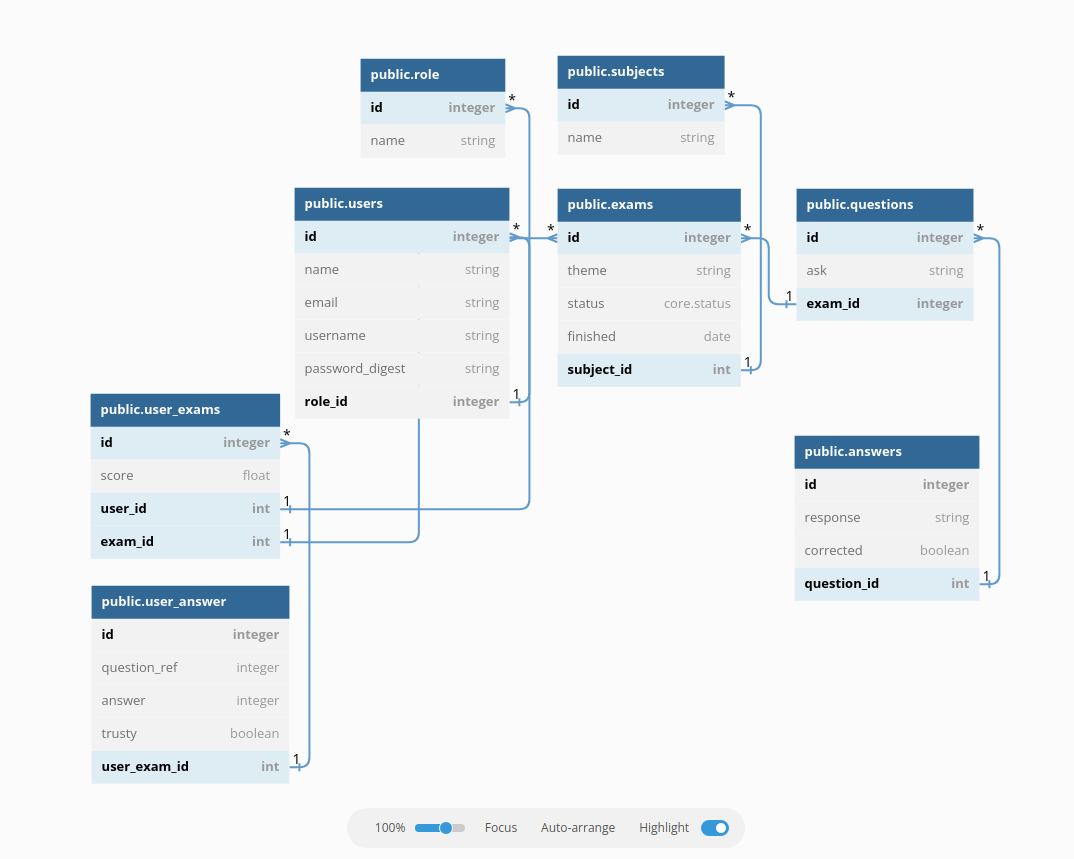 public.role
id integer *
name string
public.subjects
id integer *
name string
public.users
id integer *
name string
email string
username string
password_digest string
role_id integer 1
public.exams
* id integer *
theme string
status core.status
finished date
subject_id int 1
public.questions
id integer *
ask string
1 exam_id integer
public.user_exams
id integer *
score float
user_id int 1
exam_id int 1
public.answers
id integer
response string
corrected boolean
question_id int 1
public.user_answer
id integer
question_ref integer
answer integer
trusty boolean
user_exam_id int 1
100% Focus Auto-arrange Highlight